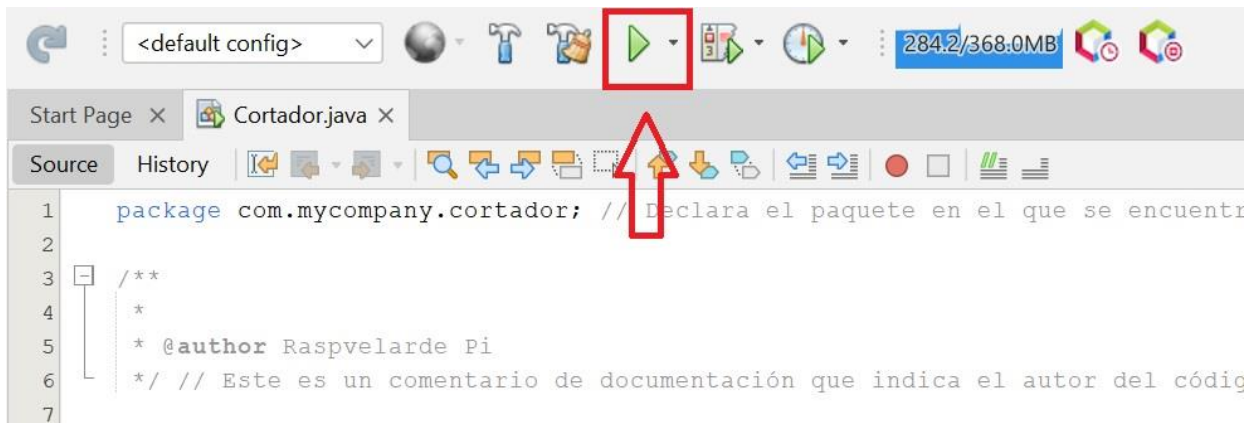 <default config> 284.2/368.0MB
Start Page Cortador.java
Source History
1 package com.mycompany.cortador; // Declara el paquete en el que se
2
3 /**
4 *
5 * @author Raspvelarde Pi
6 */ // Este es un comentario de documentación que indica el autor del
7